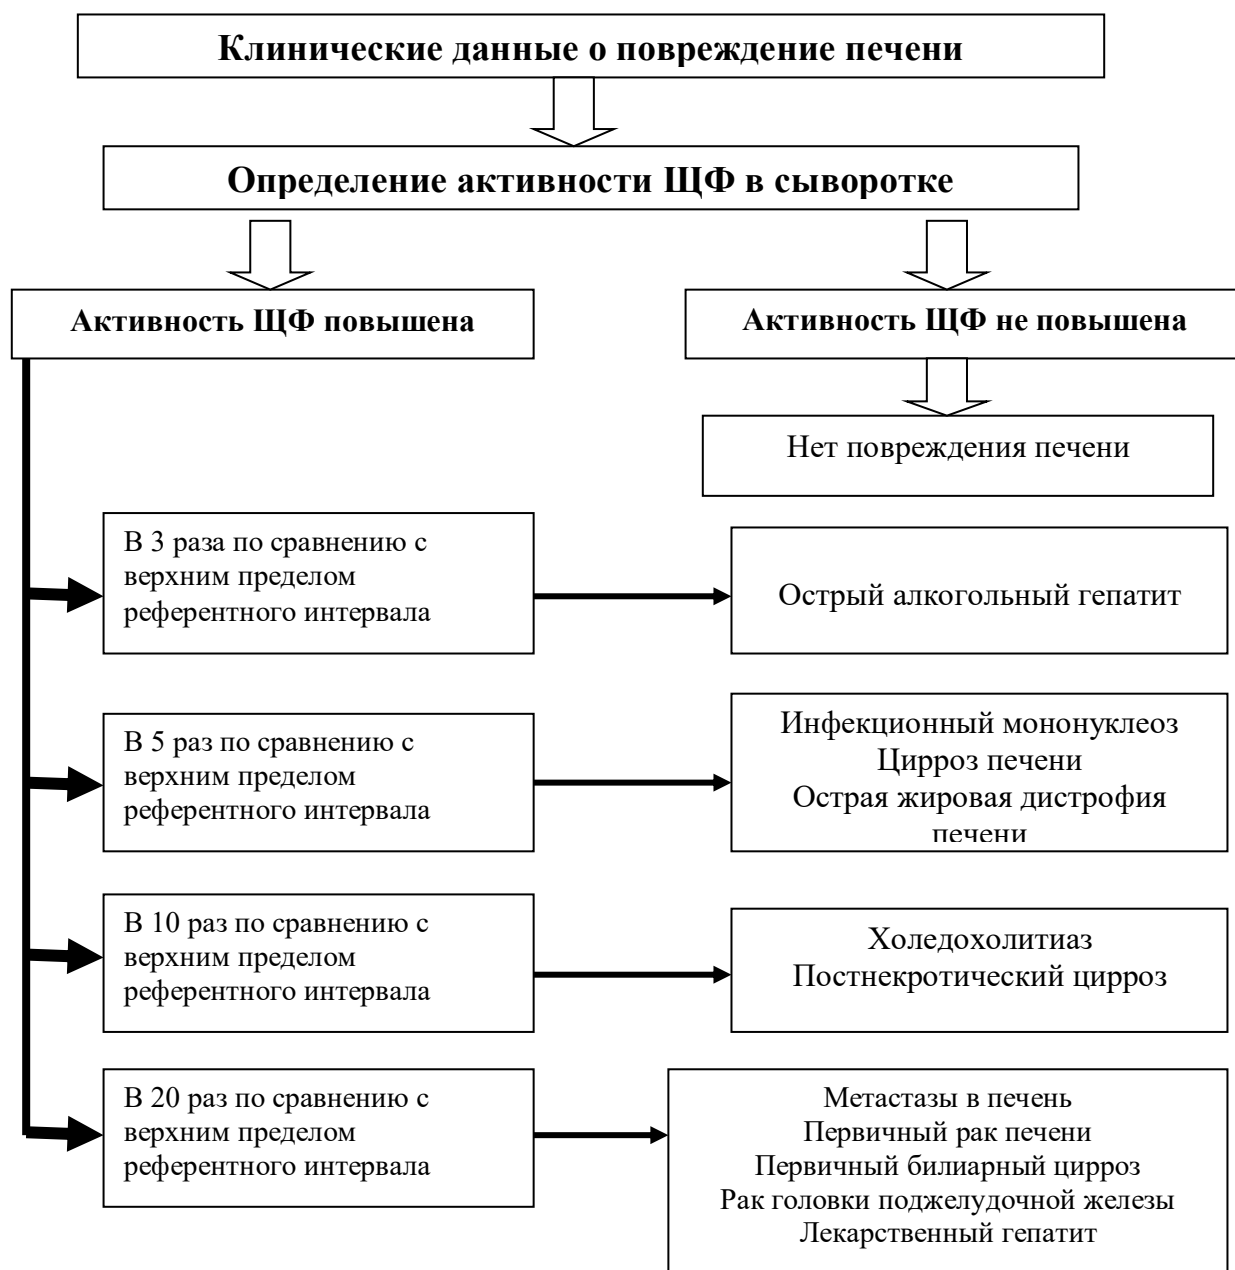 Клинические данные о повреждение печени
Определение активности ЩФ в сыворотке
Активность ЩФ повышена
Активность ЩФ не повышена
Нет повреждения печени
В 3 раза по сравнению с
верхним пределом
референтного интервала
Острый алкогольный гепатит
В 5 раз по сравнению с
верхним пределом
референтного интервала
Инфекционный мононуклеоз
Цирроз печени
Острая жировая дистрофия
печени
В 10 раз по сравнению с
верхним пределом
референтного интервала
Холедохолитиаз
Постнекротический цирроз
В 20 раз по сравнению с
верхним пределом
референтного интервала
Метастазы в печень
Первичный рак печени
Первичный билиарный цирроз
Рак головки поджелудочной железы
Лекарственный гепатит